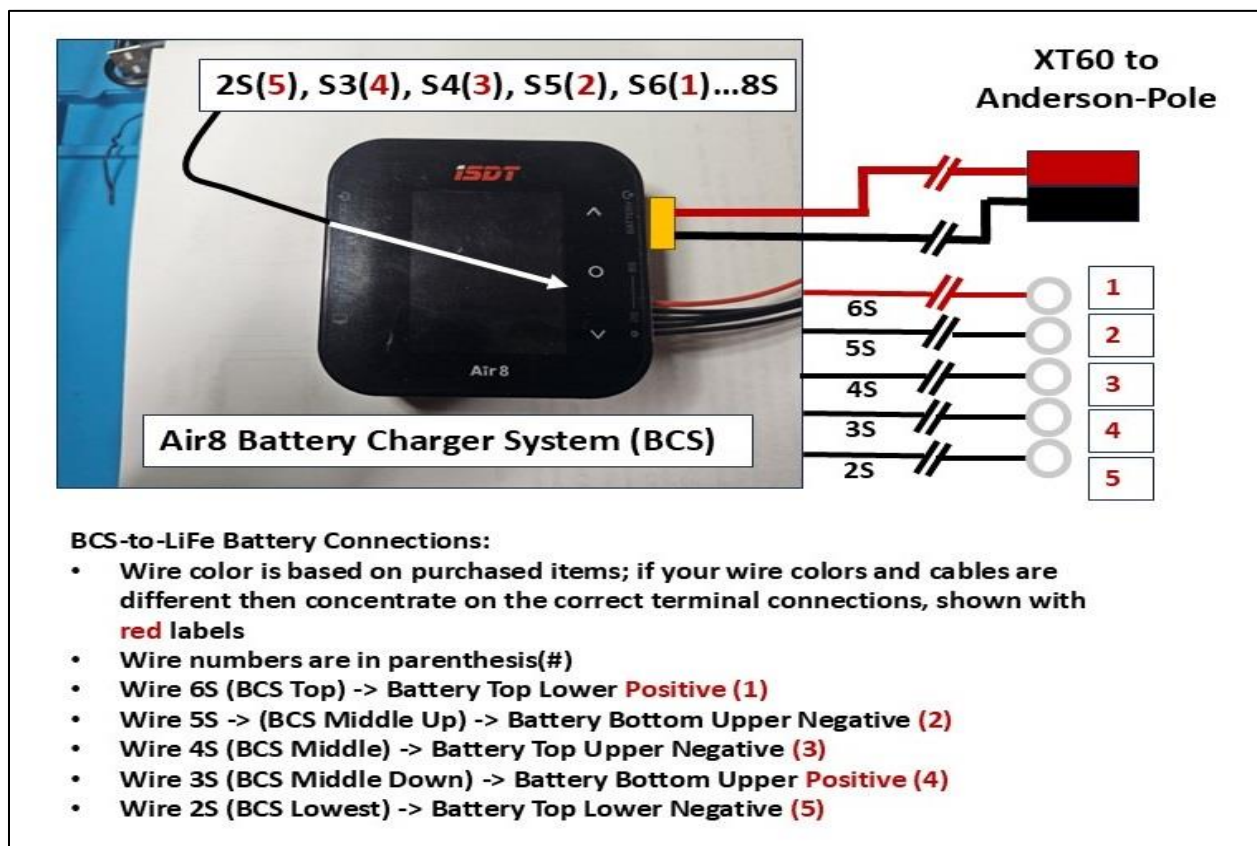 2S(5), S3(4), S4(3), S5(2), S6(1)...8S
XT60 to
Anderson-Pole
iSDT
BATTERY
8S
Air 8
6S
5S
4S
3S
2S
1
2
3
4
5
Air8 Battery Charger System (BCS)
BCS-to-LiFe Battery Connections:
• Wire color is based on purchased items; if your wire colors and cables are
different then concentrate on the correct terminal connections, shown with
red labels
• Wire numbers are in parenthesis(#)
• Wire 6S (BCS Top) -> Battery Top Lower Positive (1)
• Wire 5S -> (BCS Middle Up) -> Battery Bottom Upper Negative (2)
• Wire 4S (BCS Middle) -> Battery Top Upper Negative (3)
• Wire 3S (BCS Middle Down) -> Battery Bottom Upper Positive (4)
• Wire 2S (BCS Lowest) -> Battery Top Lower Negative (5)